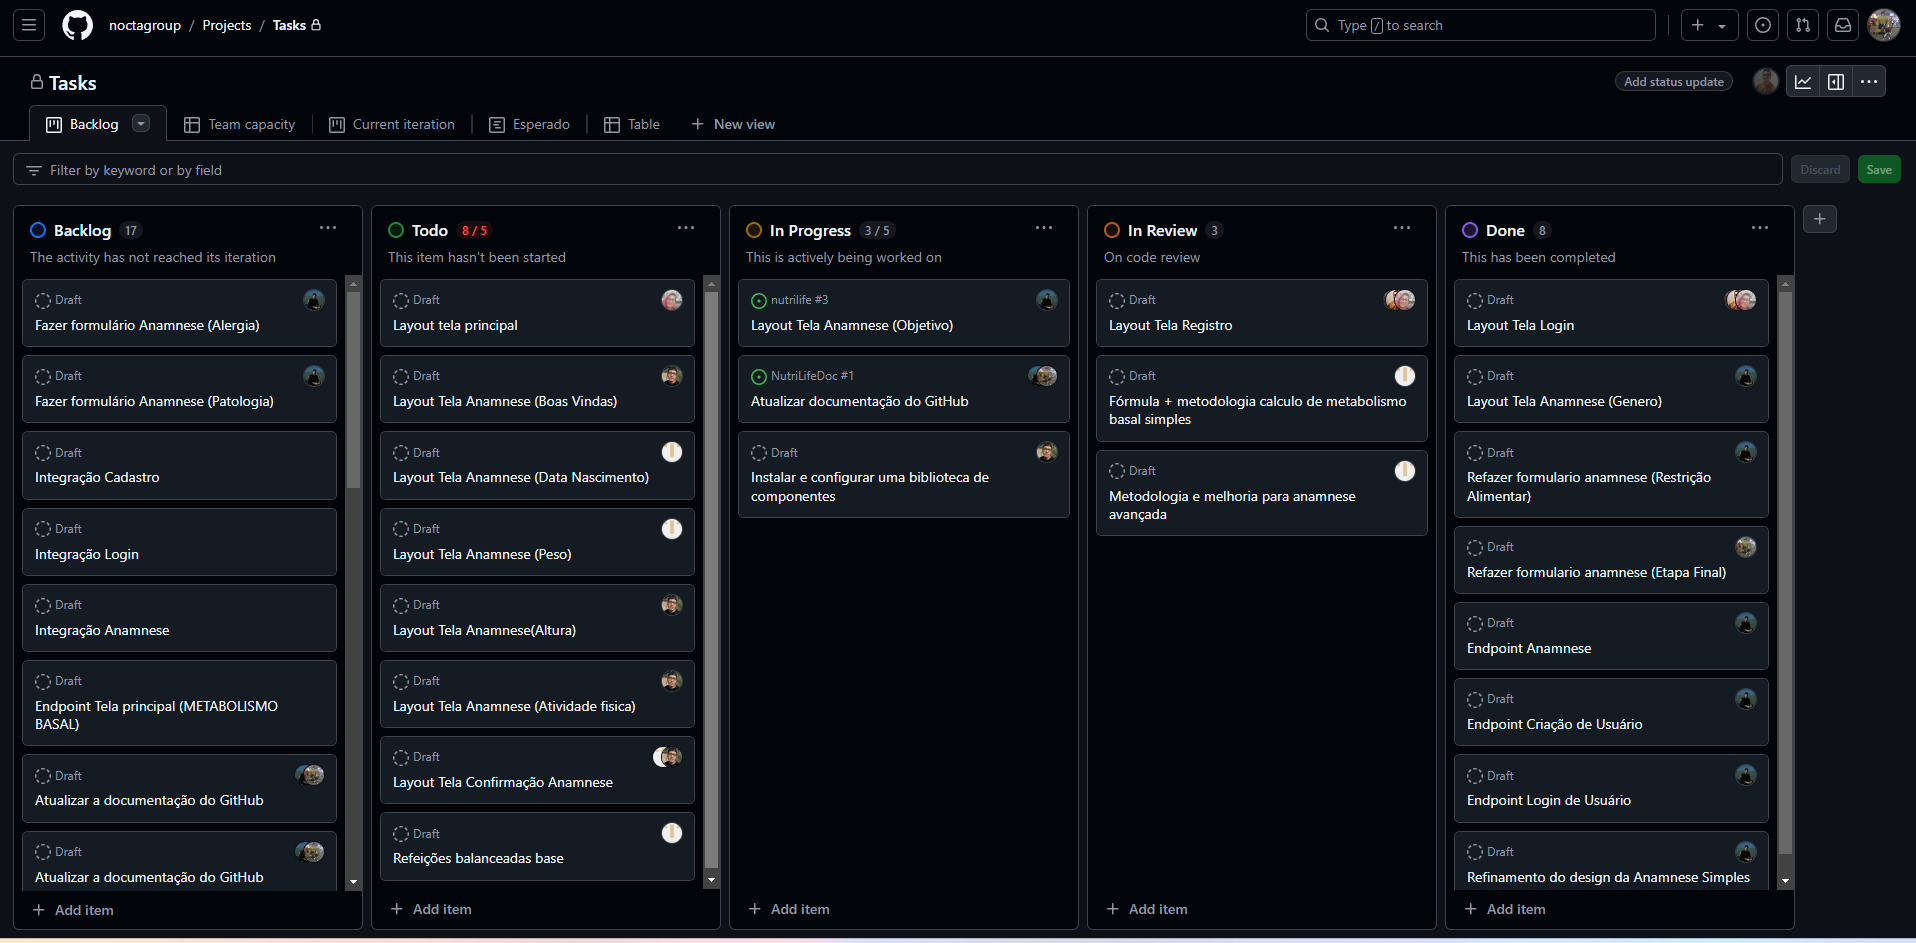 noctagroup / Projects / Tasks
Type / to search
Tasks
Add status update
Backlog
Team capacity
Current iteration
Esperado
Table
New view
Filter by keyword or by field
Discard
Save
Backlog 17
The activity has not reached its iteration
Draft
Fazer formulário Anamnese (Alergia)
Draft
Fazer formulário Anamnese (Patologia)
Draft
Integração Cadastro
Draft
Integração Login
Draft
Integração Anamnese
Draft
Endpoint Tela principal (METABOLISMO
BASAL)
Draft
Atualizar a documentação do GitHub
Draft
Atualizar a documentação do GitHub
Add item
Todo 8 / 5
This item hasn't been started
Draft
Layout tela principal
Draft
Layout Tela Anamnese (Boas Vindas)
Draft
Layout Tela Anamnese (Data Nascimento)
Draft
Layout Tela Anamnese (Peso)
Draft
Layout Tela Anamnese(Altura)
Draft
Layout Tela Anamnese (Atividade fisica)
Draft
Layout Tela Confirmação Anamnese
Draft
Refeições balanceadas base
Add item
In Progress 3 / 5
This is actively being worked on
nutrilife #3
Layout Tela Anamnese (Objetivo)
NutriLifeDoc #1
Atualizar documentação do GitHub
Draft
Instalar e configurar uma biblioteca de
componentes
Add item
In Review 3
On code review
Draft
Layout Tela Registro
Draft
Fórmula + metodologia calculo de metabolismo
basal simples
Draft
Metodologia e melhoria para anamnese
avançada
Add item
Done 8
This has been completed
Draft
Layout Tela Login
Draft
Layout Tela Anamnese (Genero)
Draft
Refazer formulario anamnese (Restrição
Alimentar)
Draft
Refazer formulario anamnese (Etapa Final)
Draft
Endpoint Anamnese
Draft
Endpoint Criação de Usuário
Draft
Endpoint Login de Usuário
Draft
Refinamento do design da Anamnese Simples
Add item